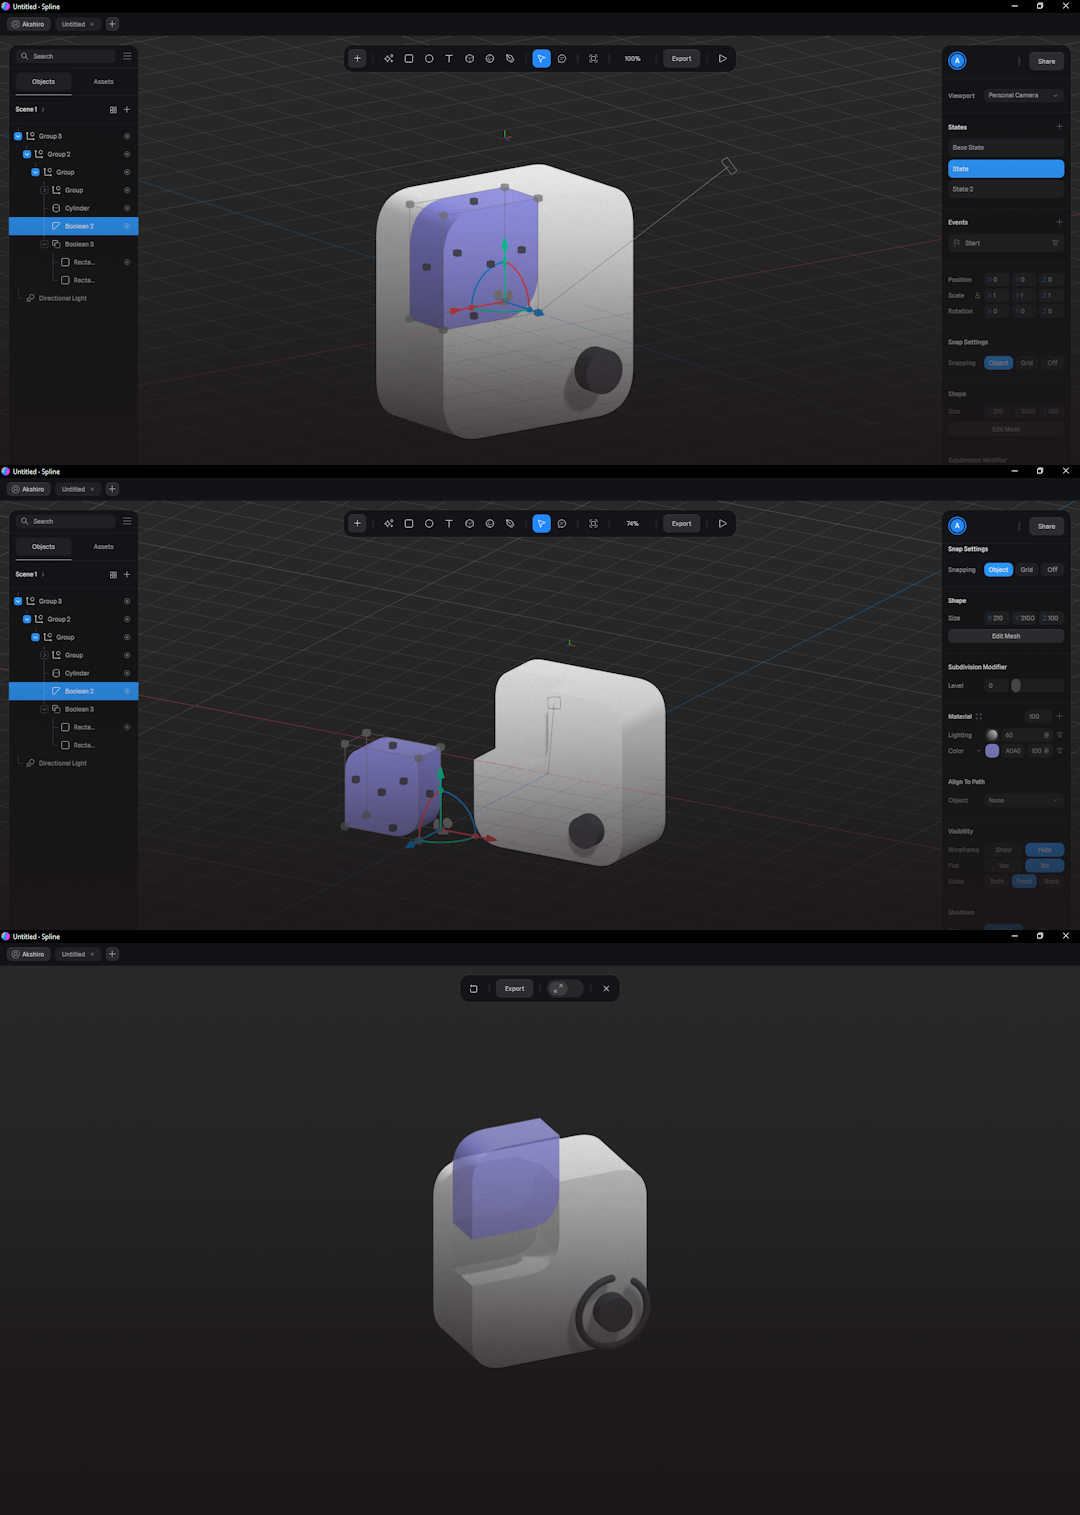 Untitled - Spline
Akshiro
Untitled
Search
100%
Export
A
Share
Objects
Assets
Viewport
Personal Camera
Scene 1
States
Group 3
Base State
Group 2
State
Group
State 2
Group
Cylinder
Events
Boolean 2
Start
Boolean 3
Recta...
Position X 0 Y 0 Z 0
Recta...
Scale X 1 Y 1 Z 1
Directional Light
Rotation X 0 Y 0 Z 0
Snap Settings
Snapping Object Grid Off
Shape
Size X 210 Y 210.0 Z 100
Edit Mesh
Subdivision Modifier
Untitled - Spline
Akshiro
Untitled
Search
74%
Export
A
Share
Objects
Assets
Snap Settings
Scene 1
Snapping Object Grid Off
Group 3
Shape
Group 2
Size X 210 Y 210.0 Z 100
Group
Edit Mesh
Group
Cylinder
Subdivision Modifier
Boolean 2
Level 0
Boolean 3
Material 100
Recta...
Lighting 60
Recta...
Color A0A0 100
Directional Light
Align To Path
Object None
Visibility
Wireframe Show Hide
Flat Yes No
Sides Both Front Back
Shadows
Untitled - Spline
Akshiro
Untitled
Export